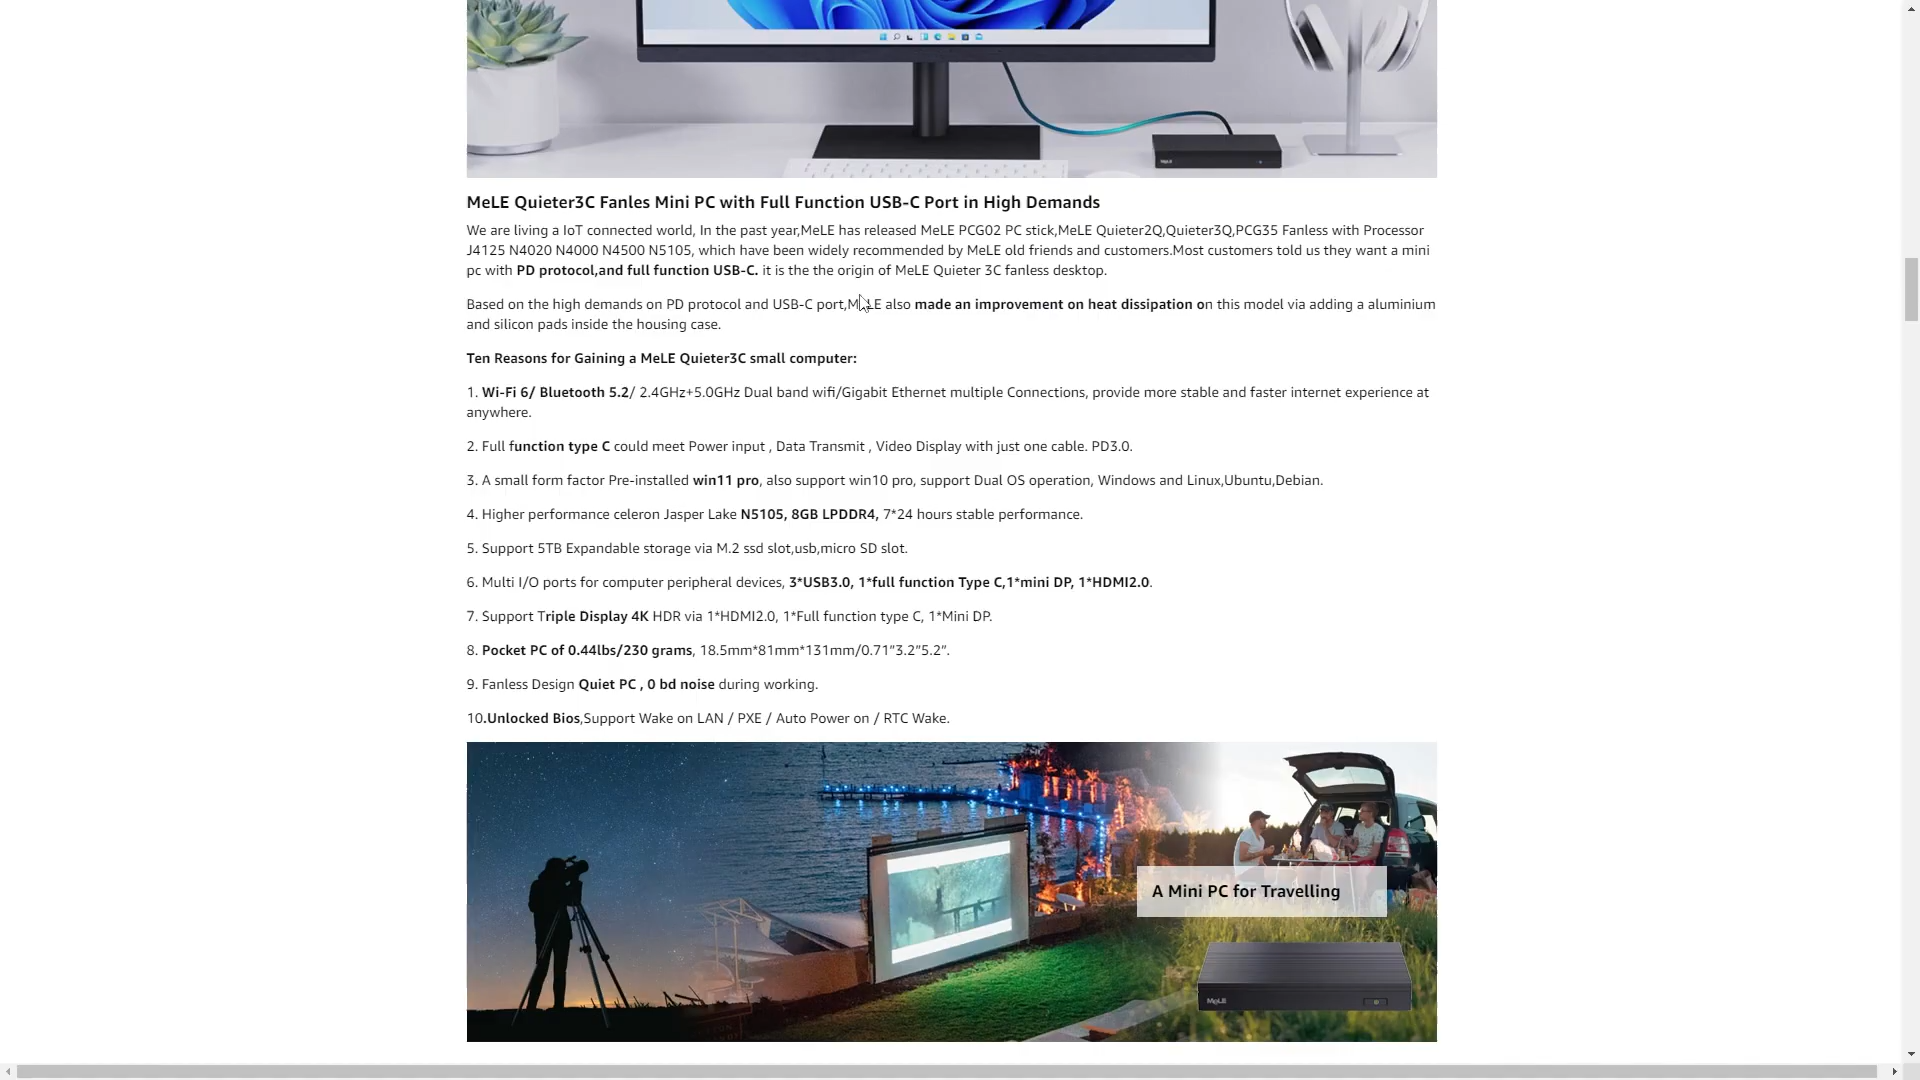 MeLE
MeLE Quieter3C Fanles Mini PC with Full Function USB-C Port in High Demands
We are living a IoT connected world, In the past year,MeLE has released MeLE PCG02 PC stick,MeLE Quieter2Q,Quieter3Q,PCG35 Fanless with Processor
J4125 N4020 N4000 N4500 N5105, which have been widely recommended by MeLE old friends and customers.Most customers told us they want a mini
pc with PD protocol,and full function USB-C. it is the the origin of MeLE Quieter 3C fanless desktop.
Based on the high demands on PD protocol and USB-C port,MeLE also made an improvement on heat dissipation on this model via adding a aluminium
and silicon pads inside the housing case.
Ten Reasons for Gaining a MeLE Quieter3C small computer:
1. Wi-Fi 6/ Bluetooth 5.2/ 2.4GHz+5.0GHz Dual band wifi/Gigabit Ethernet multiple Connections, provide more stable and faster internet experience at
anywhere.
2. Full function type C could meet Power input , Data Transmit , Video Display with just one cable. PD3.0.
3. A small form factor Pre-installed win11 pro, also support win10 pro, support Dual OS operation, Windows and Linux,Ubuntu,Debian.
4. Higher performance celeron Jasper Lake N5105, 8GB LPDDR4, 7*24 hours stable performance.
5. Support 5TB Expandable storage via M.2 ssd slot,usb,micro SD slot.
6. Multi I/O ports for computer peripheral devices, 3*USB3.0, 1*full function Type C,1*mini DP, 1*HDMI2.0.
7. Support Triple Display 4K HDR via 1*HDMI2.0, 1*Full function type C, 1*Mini DP.
8. Pocket PC of 0.44lbs/230 grams, 18.5mm*81mm*131mm/0.71"3.2"5.2".
9. Fanless Design Quiet PC , 0 bd noise during working.
10.Unlocked Bios,Support Wake on LAN / PXE / Auto Power on / RTC Wake.
A Mini PC for Travelling
MeLE